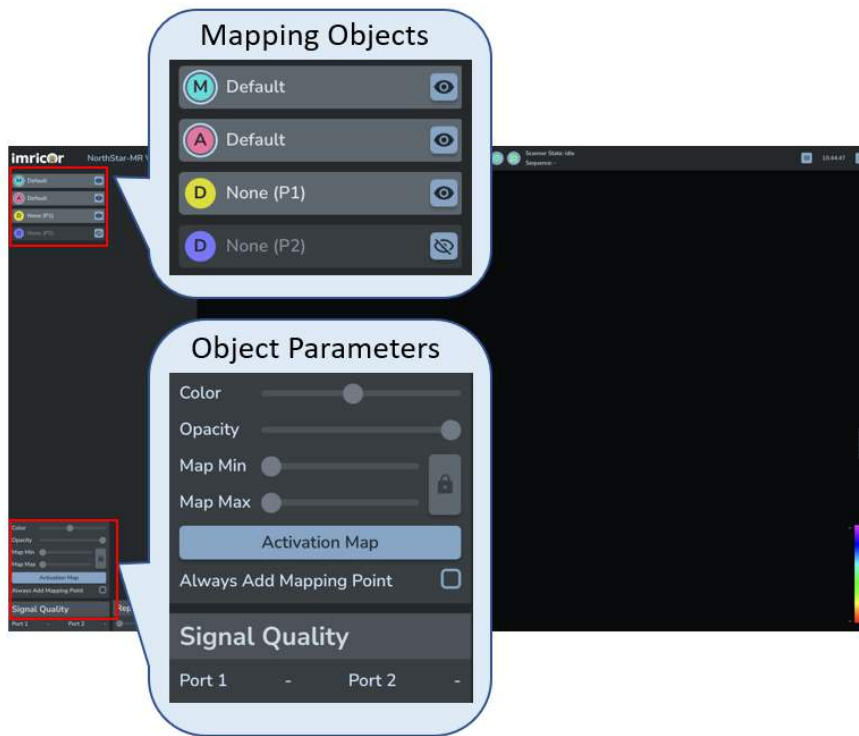 Mapping Objects
M Default
A Default
D None (P1)
D None (P2)
imricor NorthStar-MR
Scanner State: Idle
Sequence: -
M Default
A Default
D None (P1)
D None (P2)
Object Parameters
Color
Opacity
Map Min
Map Max
Activation Map
Always Add Mapping Point
Signal Quality
Port 1 - Port 2 -
Color
Opacity
Map Min
Map Max
Activation Map
Always Add Mapping Point
Signal Quality
Port 1 - Port 2 -